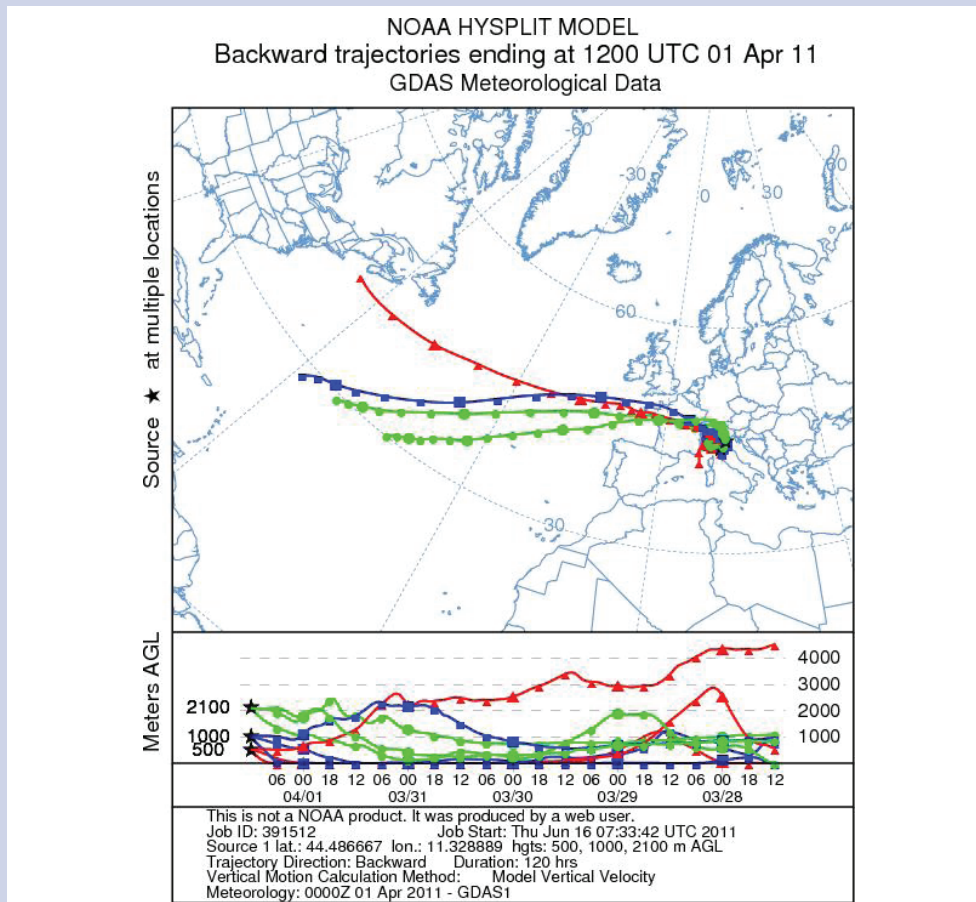 NOAA HYSPLIT MODEL
Backward trajectories ending at 1200 UTC 01 Apr 11
GDAS Meteorological Data
Source ★ at multiple locations
-60
-30
0
30
60
60
30
Meters AGL
2100
1000
500
4000
3000
2000
1000
06 00 18 12 06 00 18 12 06 00 18 12 06 00 18 12 06 00 18 12
04/01 03/31 03/30 03/29 03/28
This is not a NOAA product. It was produced by a web user.
Job ID: 391512 Job Start: Thu Jun 16 07:33:42 UTC 2011
Source 1 lat.: 44.486667 lon.: 11.328889 hgts: 500, 1000, 2100 m AGL
Trajectory Direction: Backward Duration: 120 hrs
Vertical Motion Calculation Method: Model Vertical Velocity
Meteorology: 0000Z 01 Apr 2011 - GDAS1